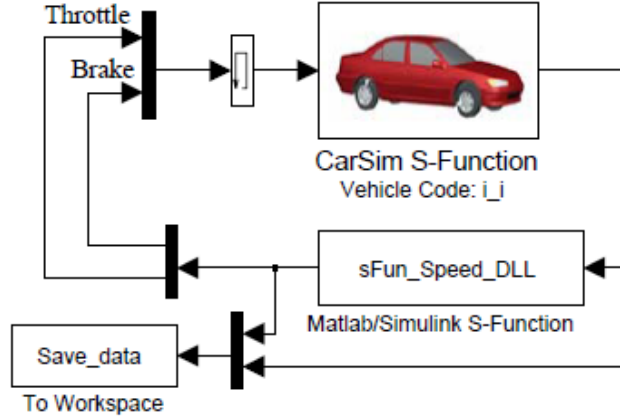 Throttle
Brake
CarSim S-Function
Vehicle Code: i_i
sFun_Speed_DLL
Matlab/Simulink S-Function
Save_data
To Workspace